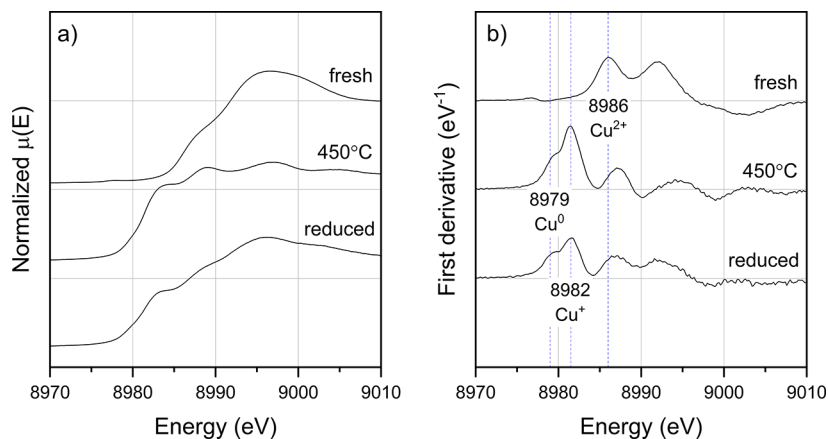 a)
fresh
450°C
reduced
Normalized μ(E)
8970
8980
8990
9000
9010
Energy (eV)
b)
8986
Cu²⁺
fresh
450°C
8979
Cu⁰
reduced
8982
Cu⁺
First derivative (eV⁻¹)
8970
8980
8990
9000
9010
Energy (eV)